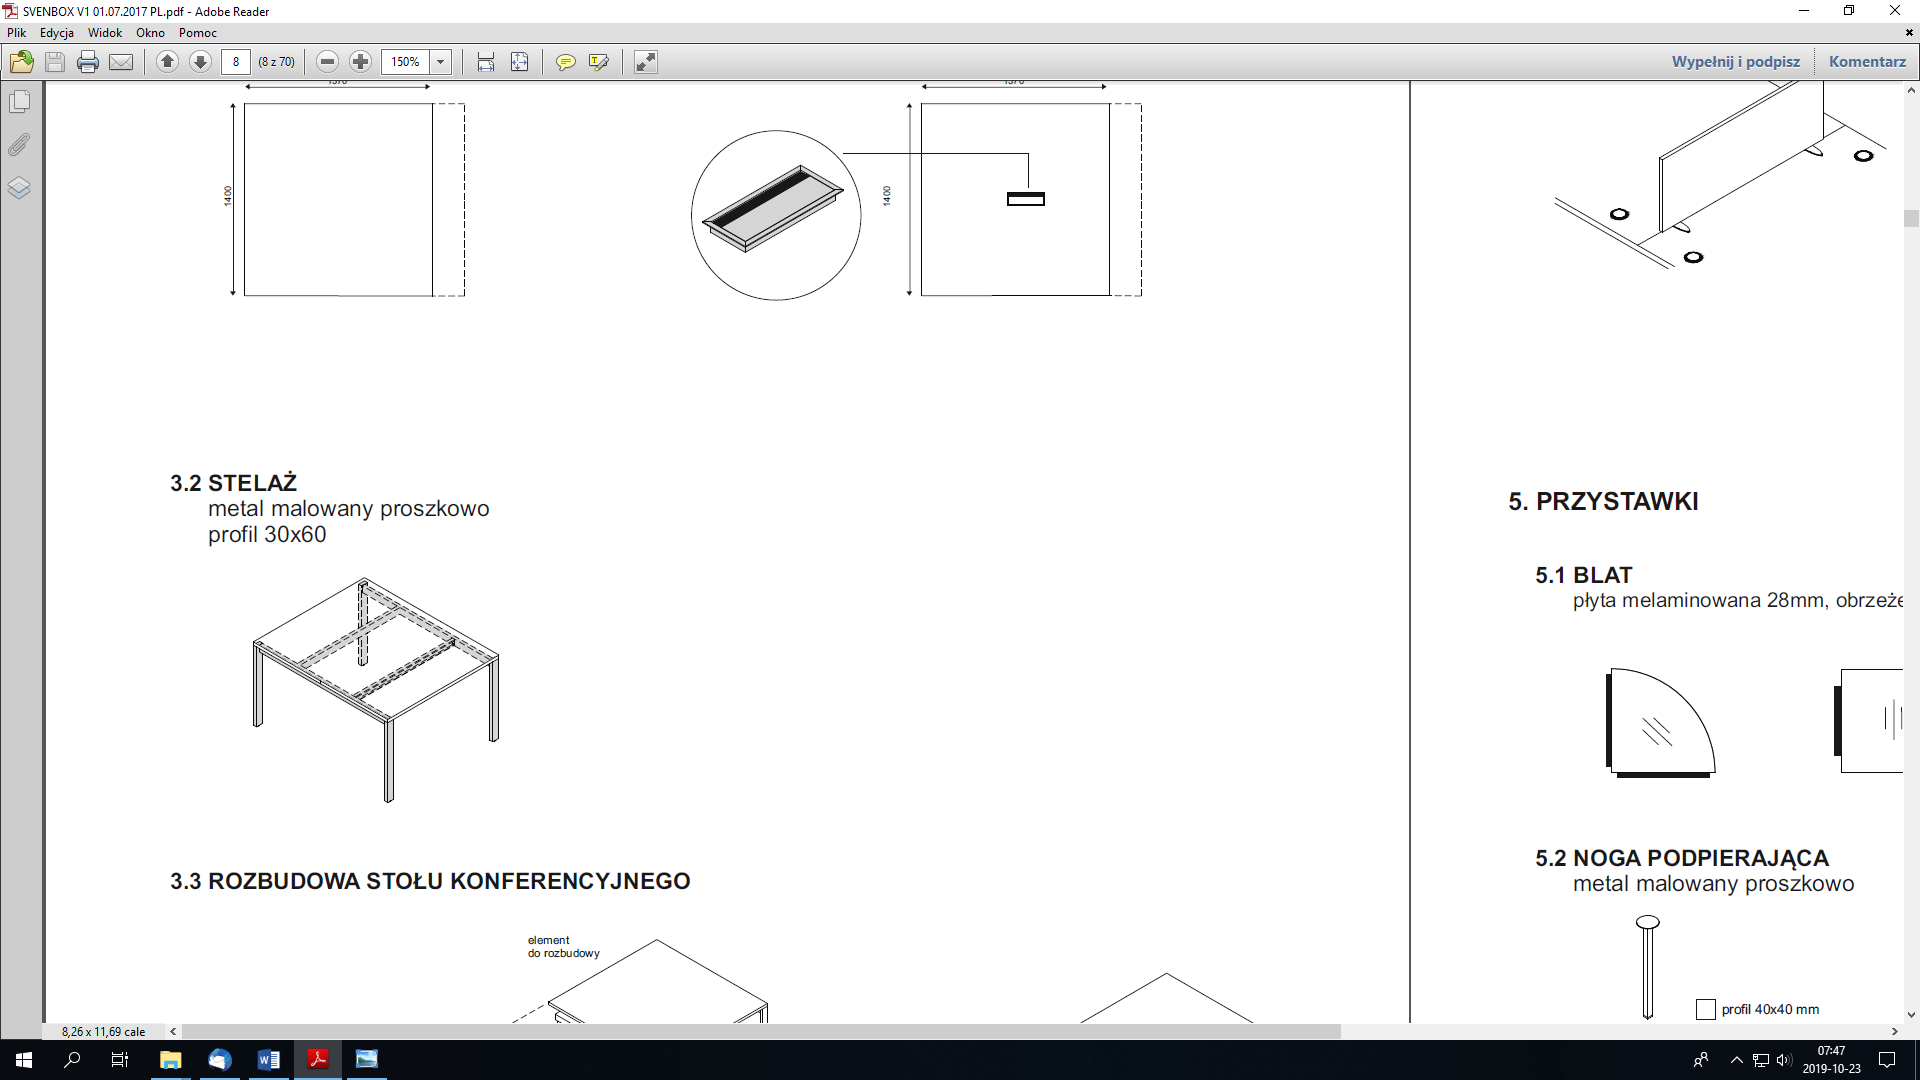 SVENBOX V1 01.07.2017 PL.pdf - Adobe Reader
Plik Edycja Widok Okno Pomoc
8 (8 z 70) 150% Wypełnij i podpisz Komentarz
1400
1400
3.2 STELAŻ
metal malowany proszkowo
profil 30x60
3.3 ROZBUDOWA STOŁU KONFERENCYJNEGO
element
do rozbudowy
5. PRZYSTAWKI
5.1 BLAT
płyta melaminowana 28mm, obrzeże
5.2 NOGA PODPIERAJĄCA
metal malowany proszkowo
profil 40x40 mm
8,26 x 11,69 cale
07:47
2019-10-23